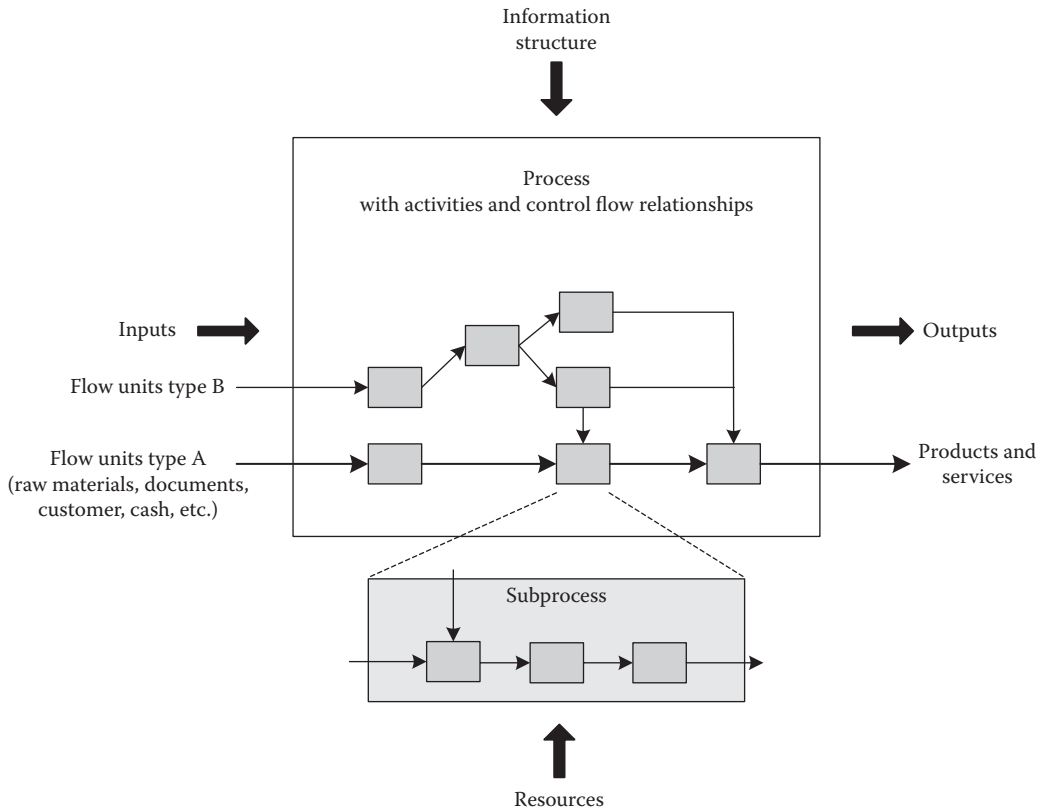 Information
structure
Process
with activities and control flow relationships
Inputs
Outputs
Flow units type B
Flow units type A
(raw materials, documents,
customer, cash, etc.)
Products and
services
Subprocess
Resources